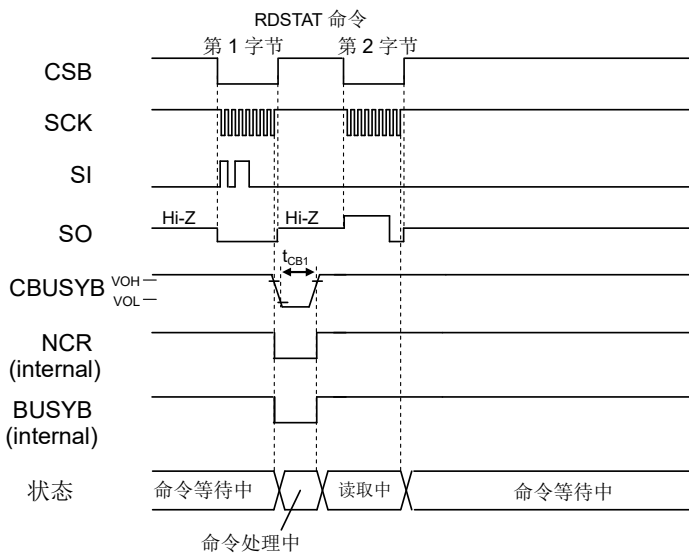 RDSTAT 命令
第 1 字节 第 2 字节
CSB
SCK
SI
Hi-Z Hi-Z
SO
tCB1
VOH
CBUSYB
VOL
NCR
(internal)
BUSYB
(internal)
状态 命令等待中 读取中 命令等待中
命令处理中